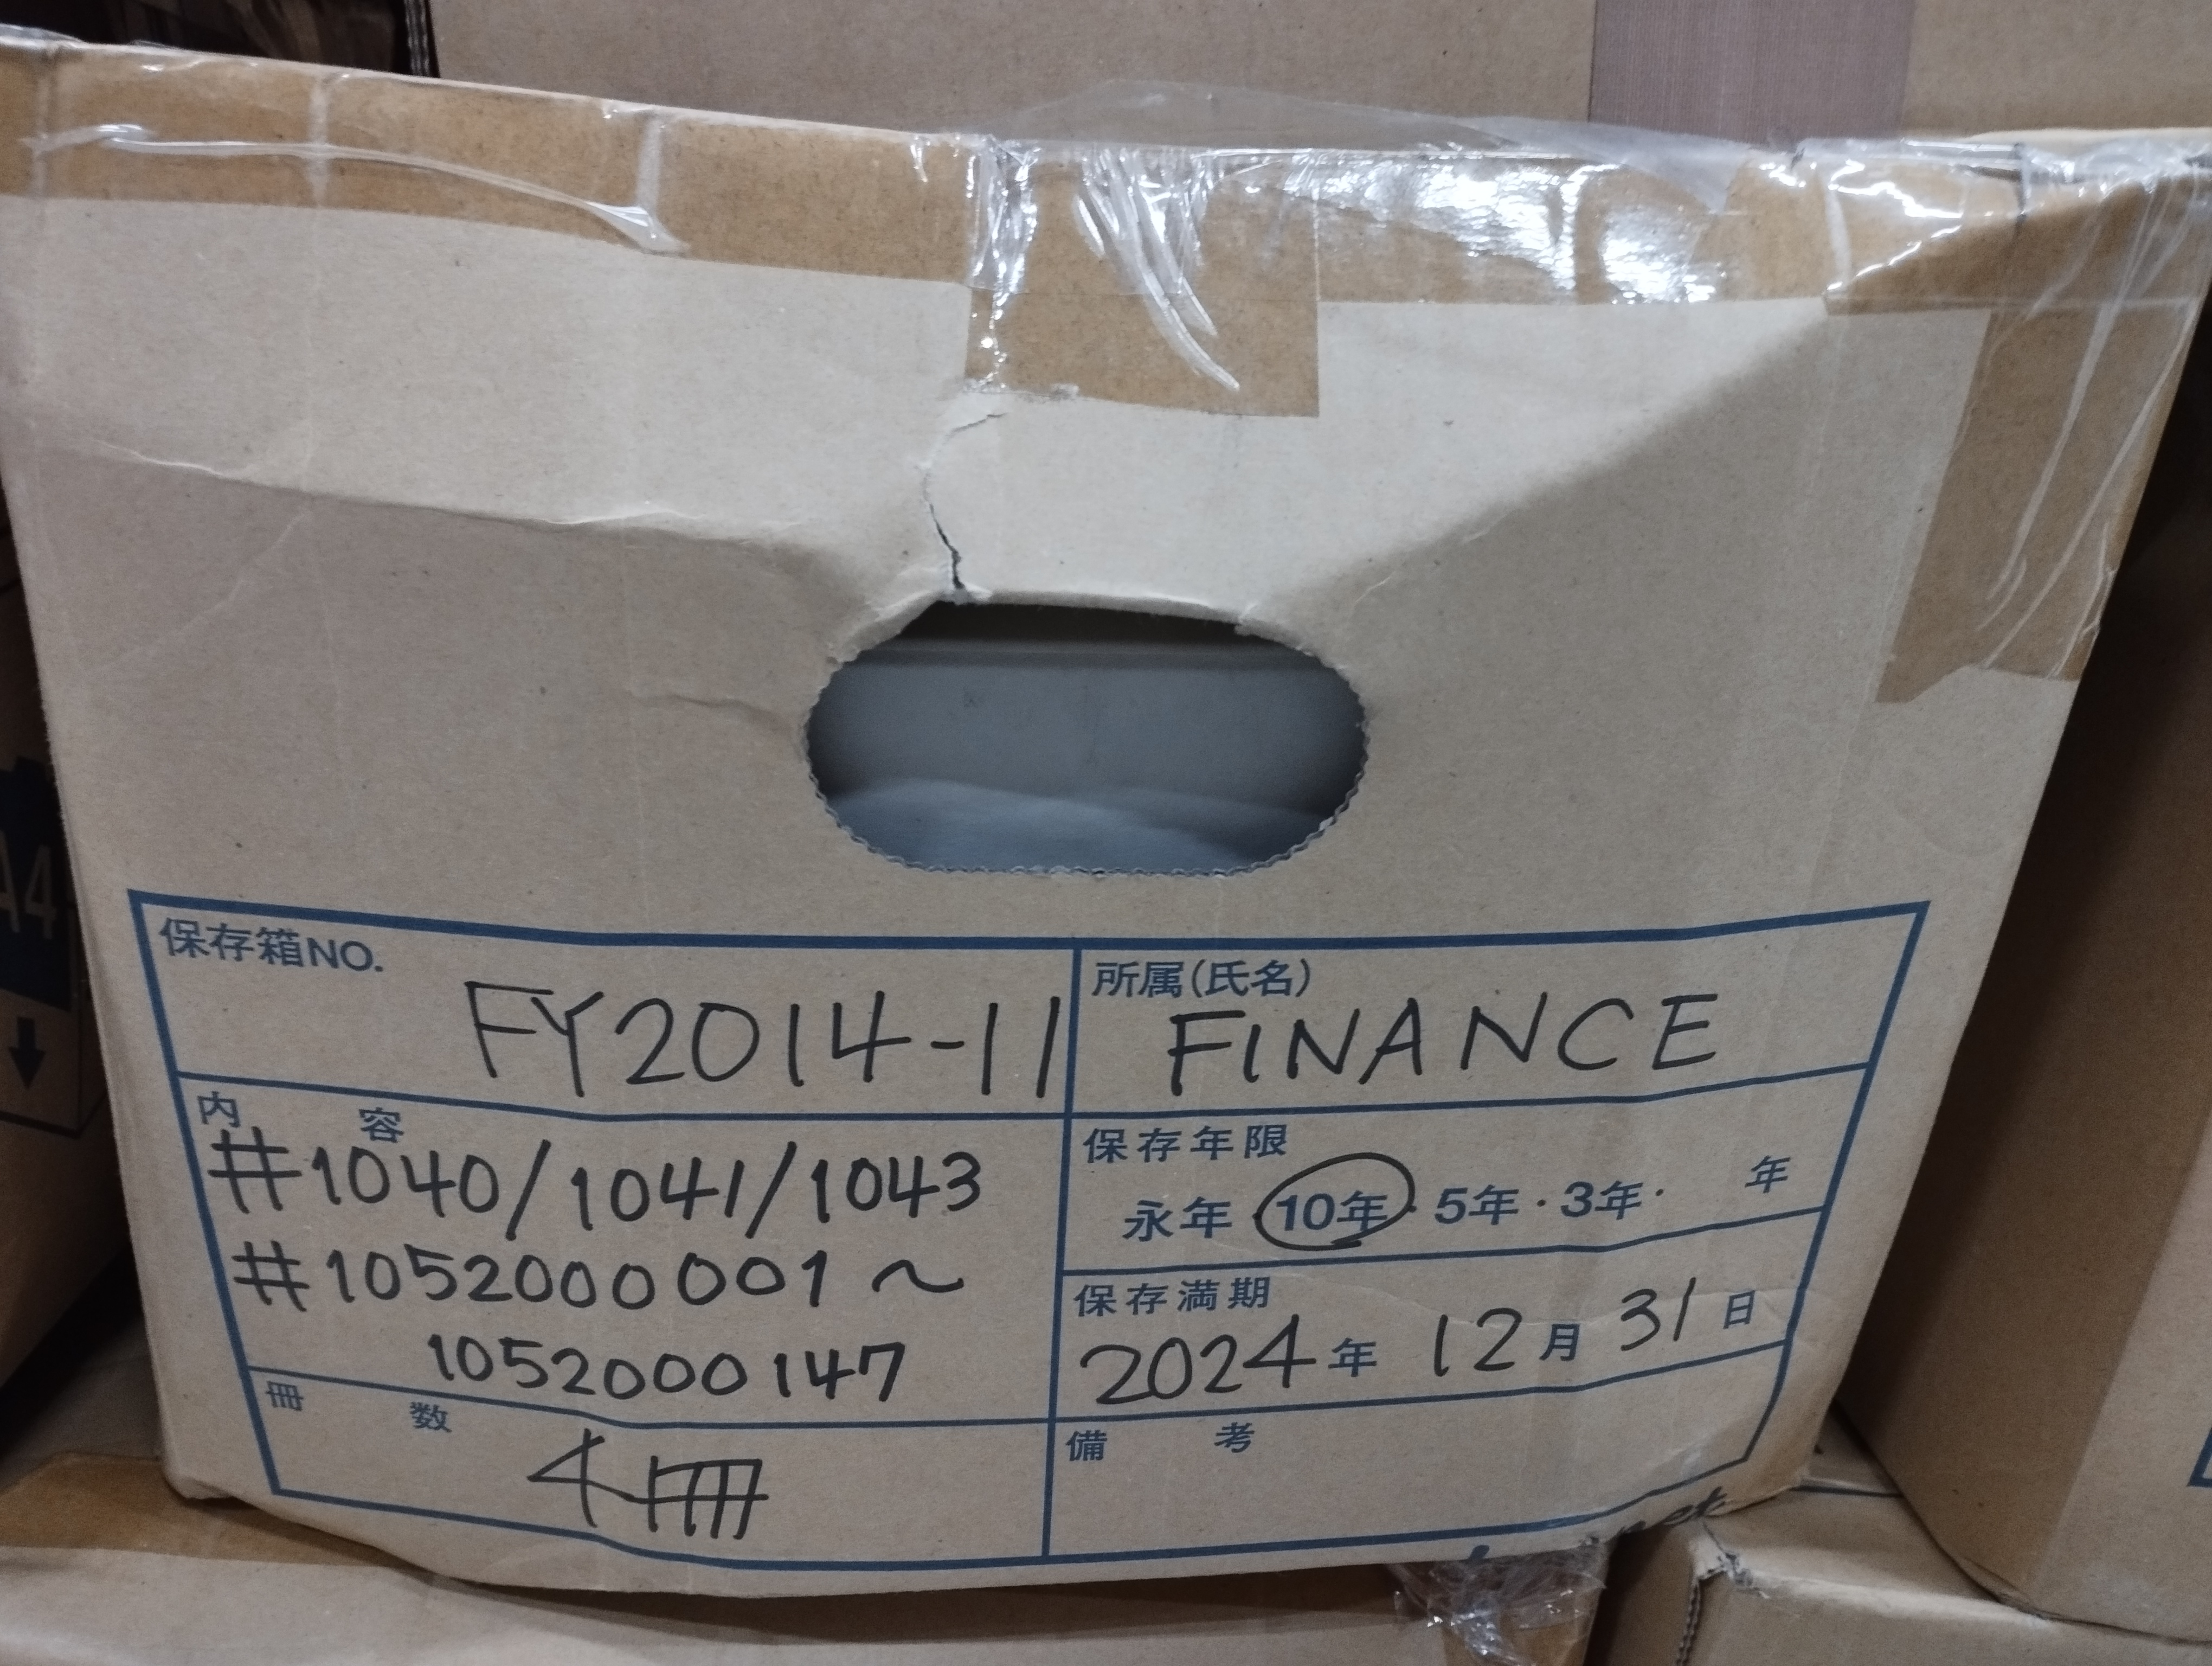 保存箱NO.
FY2014-11
所属(氏名)
FINANCE
内 容
#1040/1041/1043
#1052000001~
1052000147
保存年限
永年・10年・5年・3年・ 年
保存満期
2024年 12月 31日
冊 数
4冊
備 考
A4